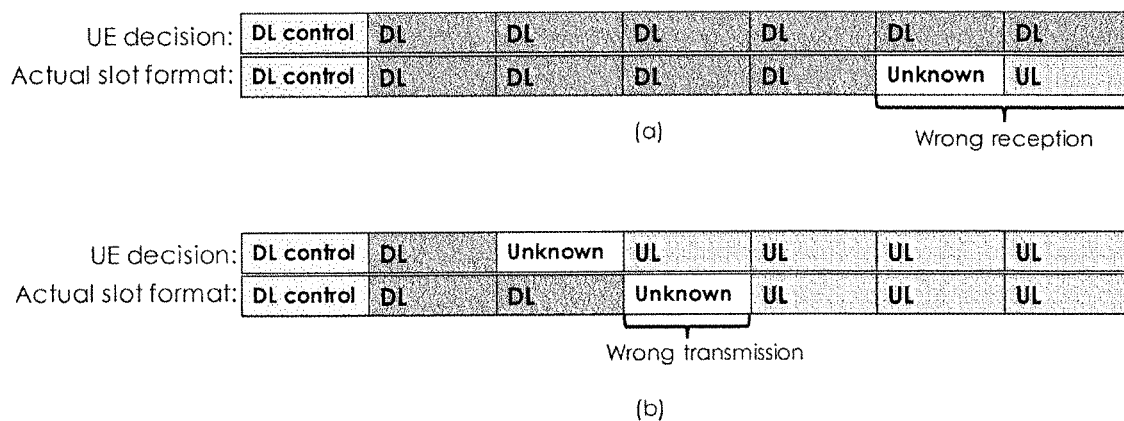 UE decision: DL control DL DL DL DL DL DL
Actual slot format: DL control DL DL DL DL Unknown UL
(a)
Wrong reception
UE decision: DL control DL Unknown UL UL UL UL
Actual slot format: DL control DL DL Unknown UL UL UL
Wrong transmission
(b)